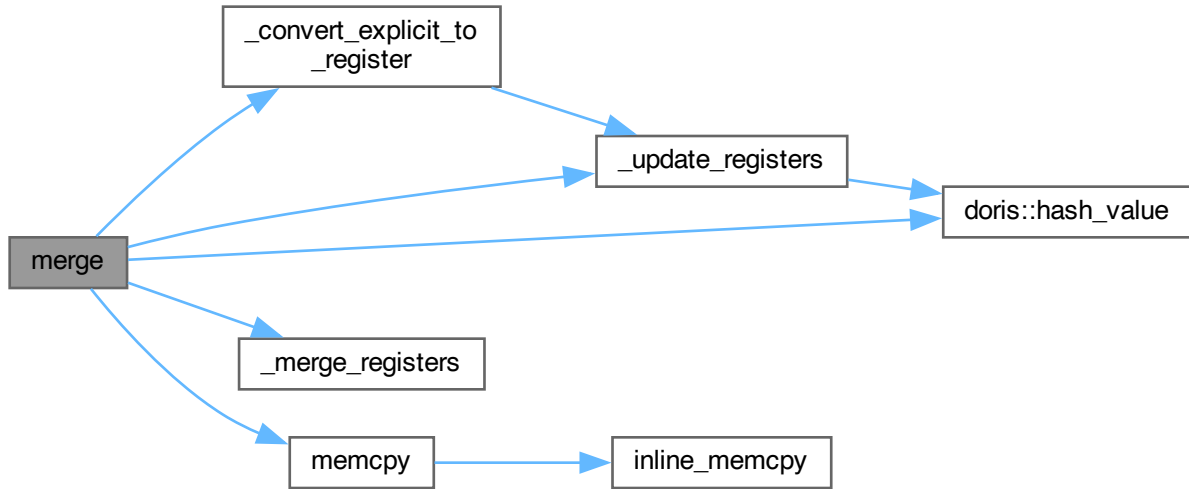 _convert_explicit_to
_register
_update_registers
doris::hash_value
merge
_merge_registers
memcpy
inline_memcpy